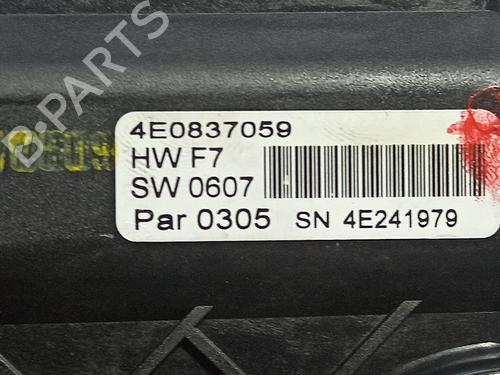 B-PARTS
4E0837059
HW F7
SW 0607
Par 0305 SN 4E241979